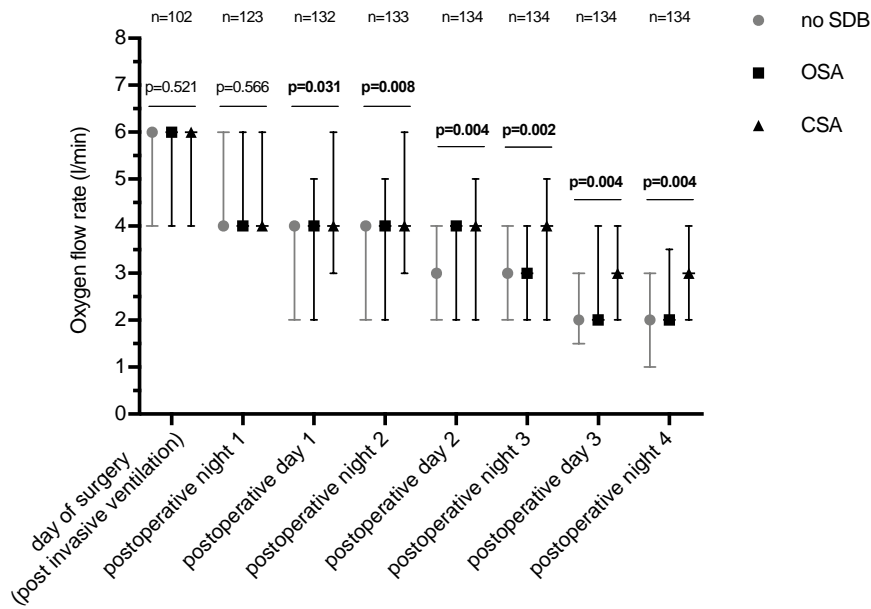 n=102 n=123 n=132 n=133 n=134 n=134 n=134 n=134
no SDB
OSA
CSA
Oxygen flow rate (l/min)
8
7
6
5
4
3
2
1
0
p=0.521 p=0.566 p=0.031 p=0.008
p=0.004 p=0.002
p=0.004 p=0.004
day of surgery
(post invasive ventilation)
postoperative night 1
postoperative day 1
postoperative night 2
postoperative day 2
postoperative night 3
postoperative day 3
postoperative night 4